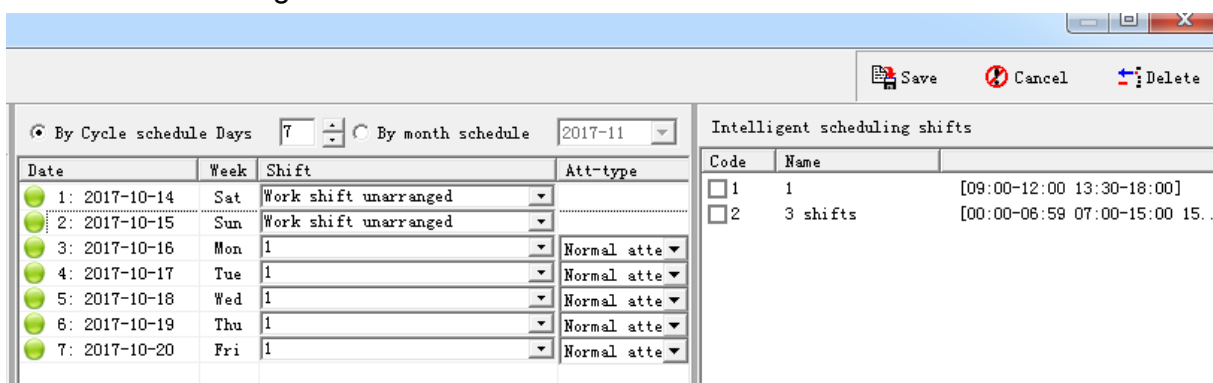 Save Cancel Delete
By Cycle schedule Days 7 By month schedule 2017-11
Date Week Shift Att-type
1: 2017-10-14 Sat Work shift unarranged
2: 2017-10-15 Sun Work shift unarranged
3: 2017-10-16 Mon 1 Normal atte
4: 2017-10-17 Tue 1 Normal atte
5: 2017-10-18 Wed 1 Normal atte
6: 2017-10-19 Thu 1 Normal atte
7: 2017-10-20 Fri 1 Normal atte
Intelligent scheduling shifts
Code Name
1 1 [09:00-12:00 13:30-18:00]
2 3 shifts [00:00-06:59 07:00-15:00 15...